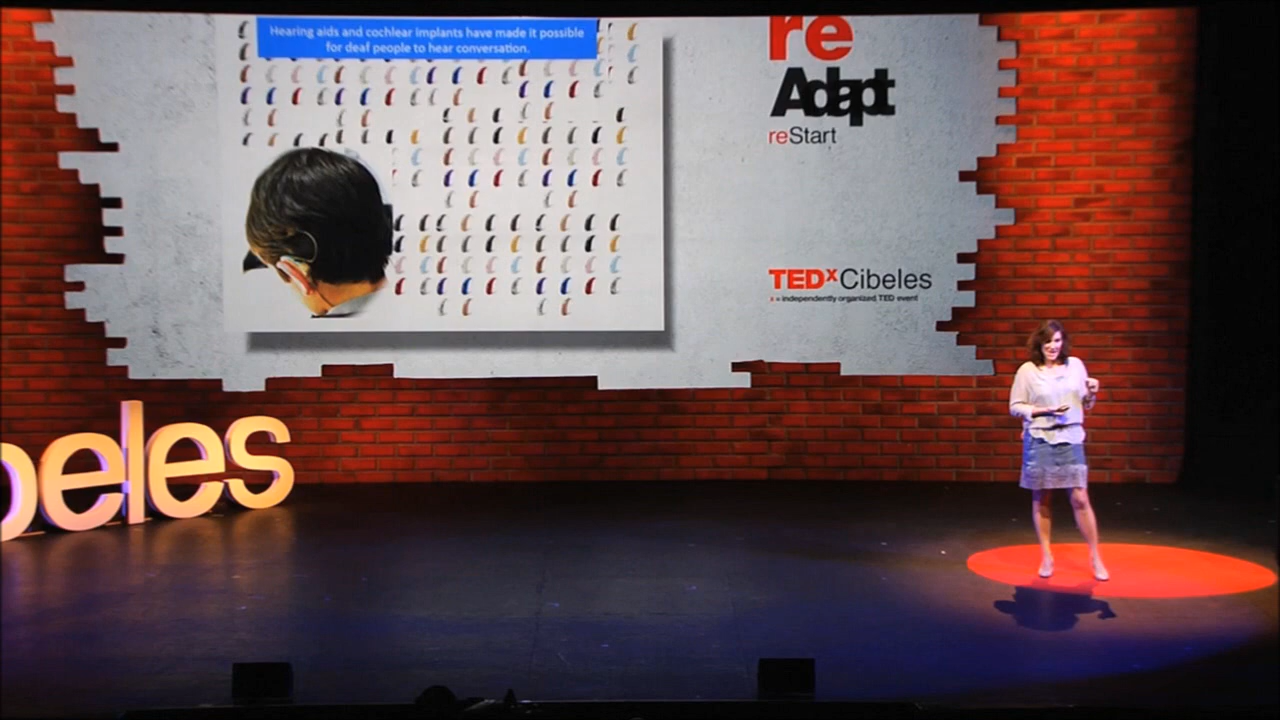 Hearing aids and cochlear implants have made it possible
for deaf people to hear conversation.
re
Adapt
reStart
TEDxCibeles
x = independently organized TED event
beles